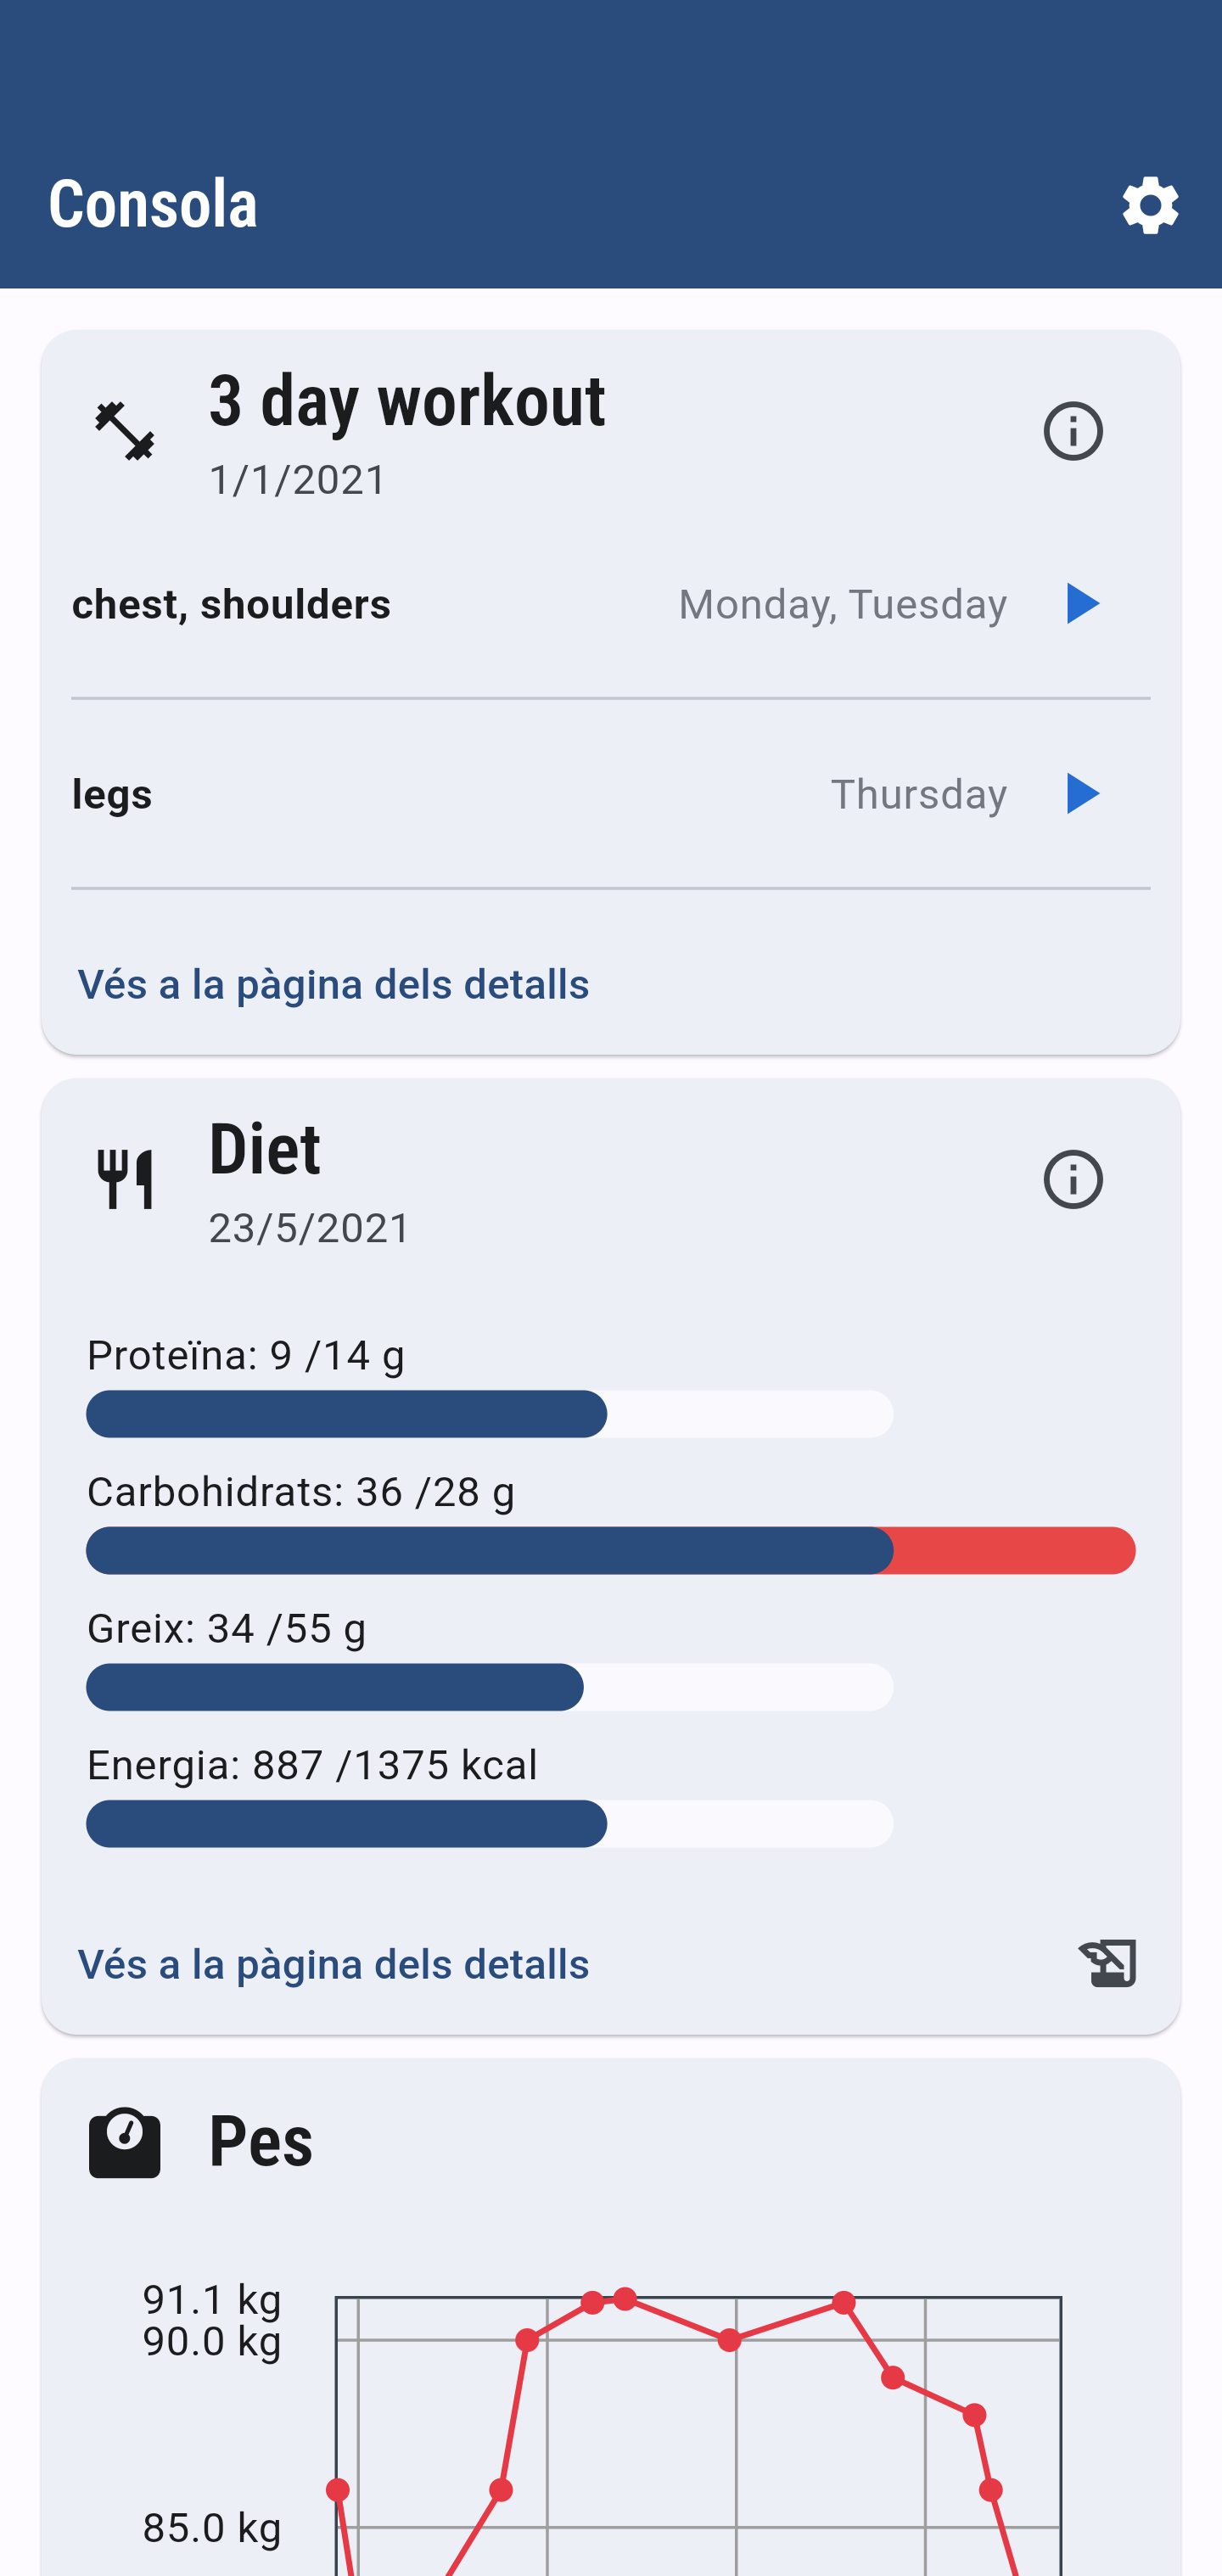 Consola
3 day workout
1/1/2021
chest, shoulders Monday, Tuesday
legs Thursday
Vés a la pàgina dels detalls
Diet
23/5/2021
Proteïna: 9 /14 g
Carbohidrats: 36 /28 g
Greix: 34 /55 g
Energia: 887 /1375 kcal
Vés a la pàgina dels detalls
Pes
91.1 kg
90.0 kg
85.0 kg